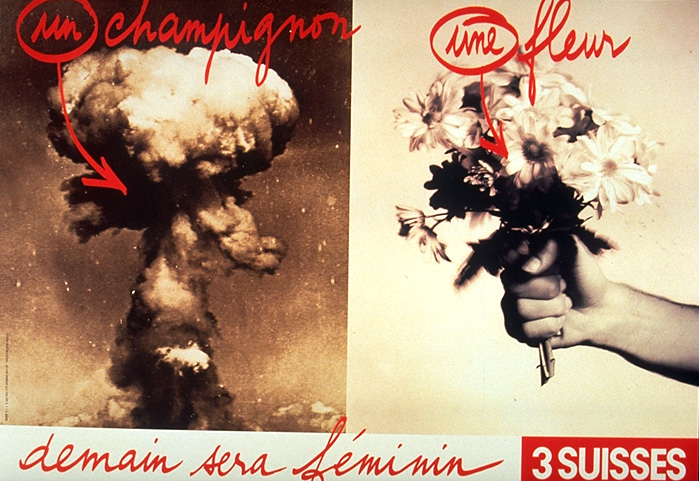 un champignon
une fleur
demain sera féminin
3 SUISSES